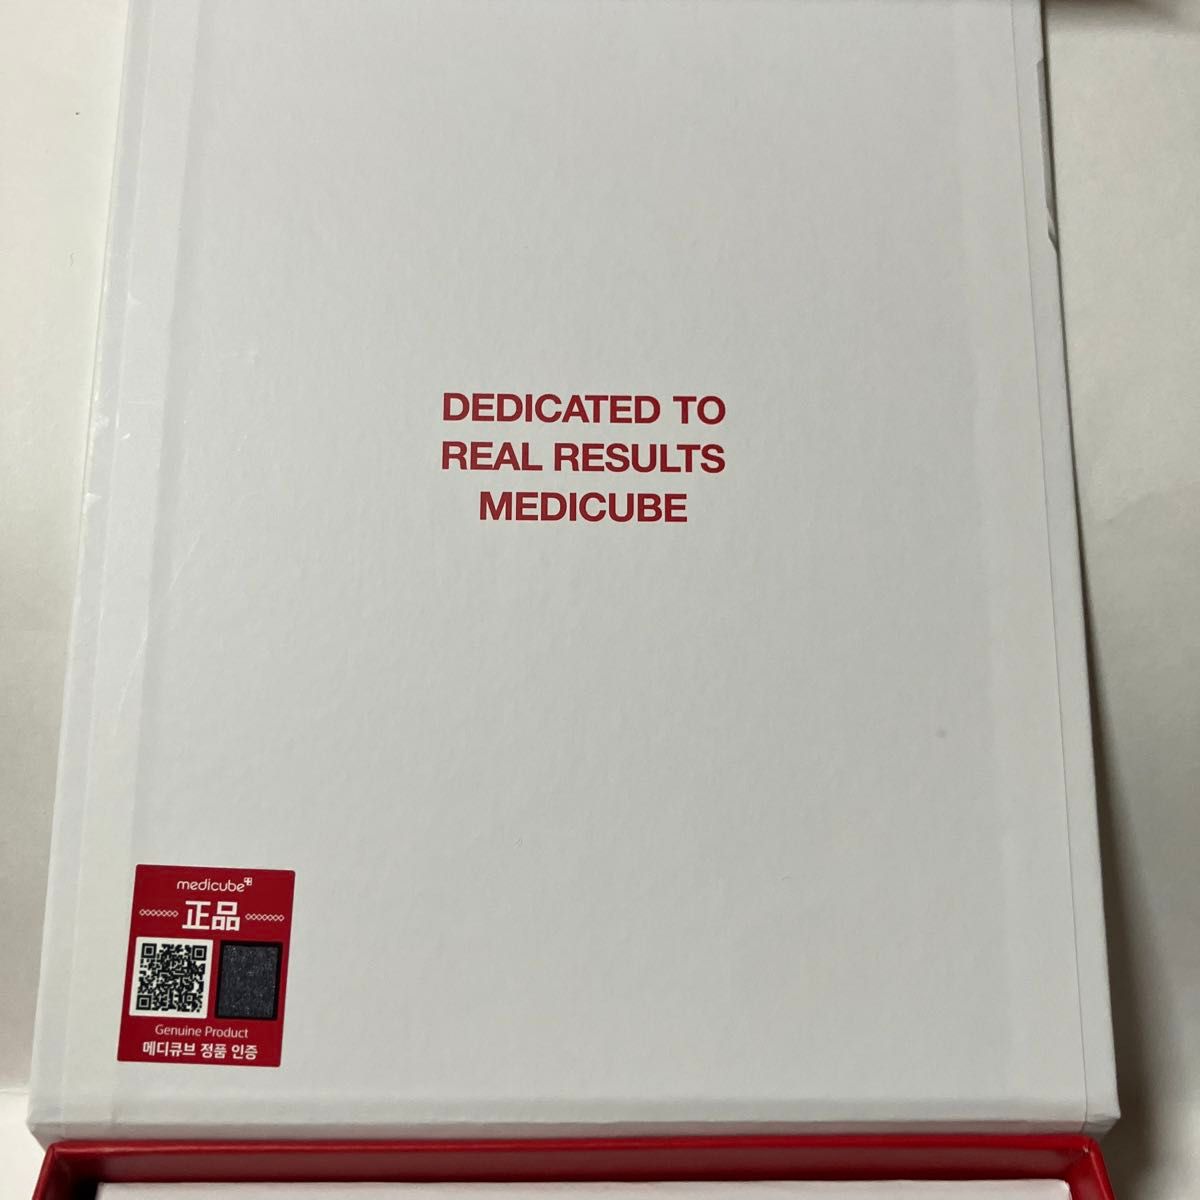 DEDICATED TO
REAL RESULTS
MEDICUBE
medicube
正品
Genuine Product
메디큐브 정품 인증